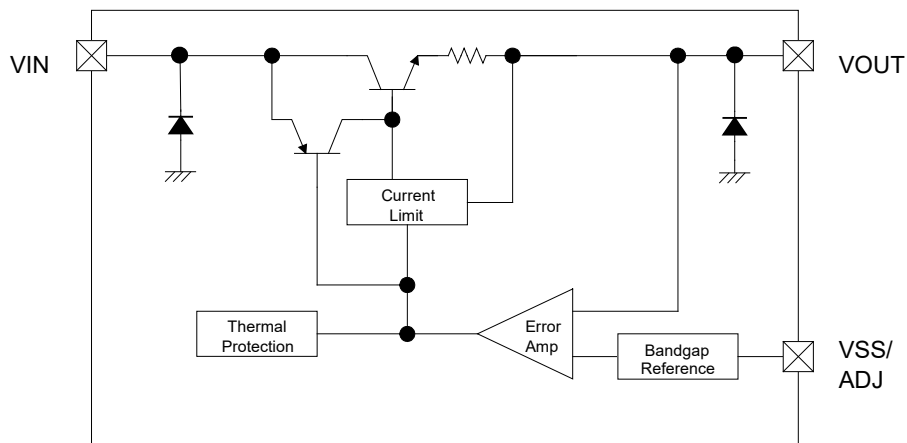 VIN
VOUT
Current
Limit
Thermal
Protection
Error
Amp
Bandgap
Reference
VSS/
ADJ